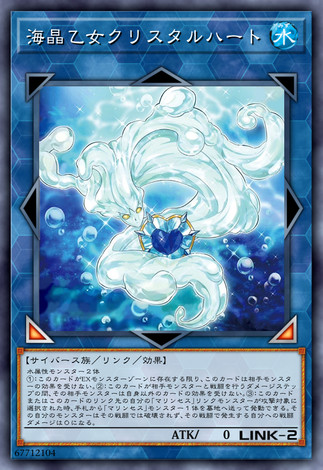 海晶乙女クリスタルハート
水
【サイバース族／リンク／効果】
水属性モンスター２体
①：このカードがEXモンスターゾーンに存在する限り、このカードは相手モンスタ
ーの効果を受けない。②：このカードが相手モンスターと戦闘を行うダメージステッ
プの間、その相手モンスターは自身以外のカードの効果を受けない。③：このカード
またはこのカードのリンク先の自分の「マリンセス」リンクモンスターが攻撃対象に
選択された時、手札から「マリンセス」モンスター１体を墓地へ送って発動できる。そ
の自分のモンスターはその戦闘では破壊されず、その戦闘で発生する自分への戦闘
ダメージは０になる。
ATK/ 0 LINK-2
67712104